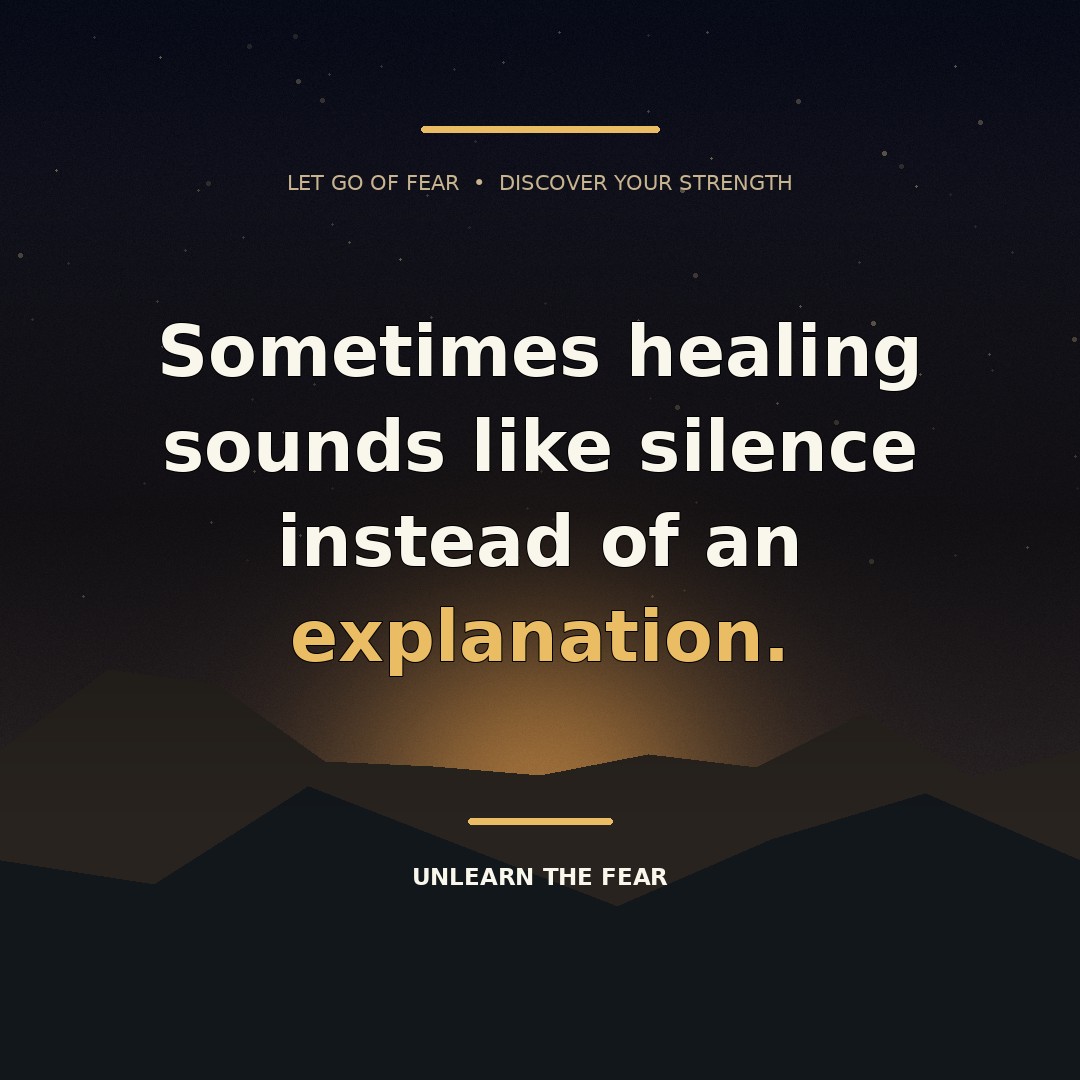 LET GO OF FEAR • DISCOVER YOUR STRENGTH
Sometimes healing
sounds like silence
instead of an
explanation.
UNLEARN THE FEAR